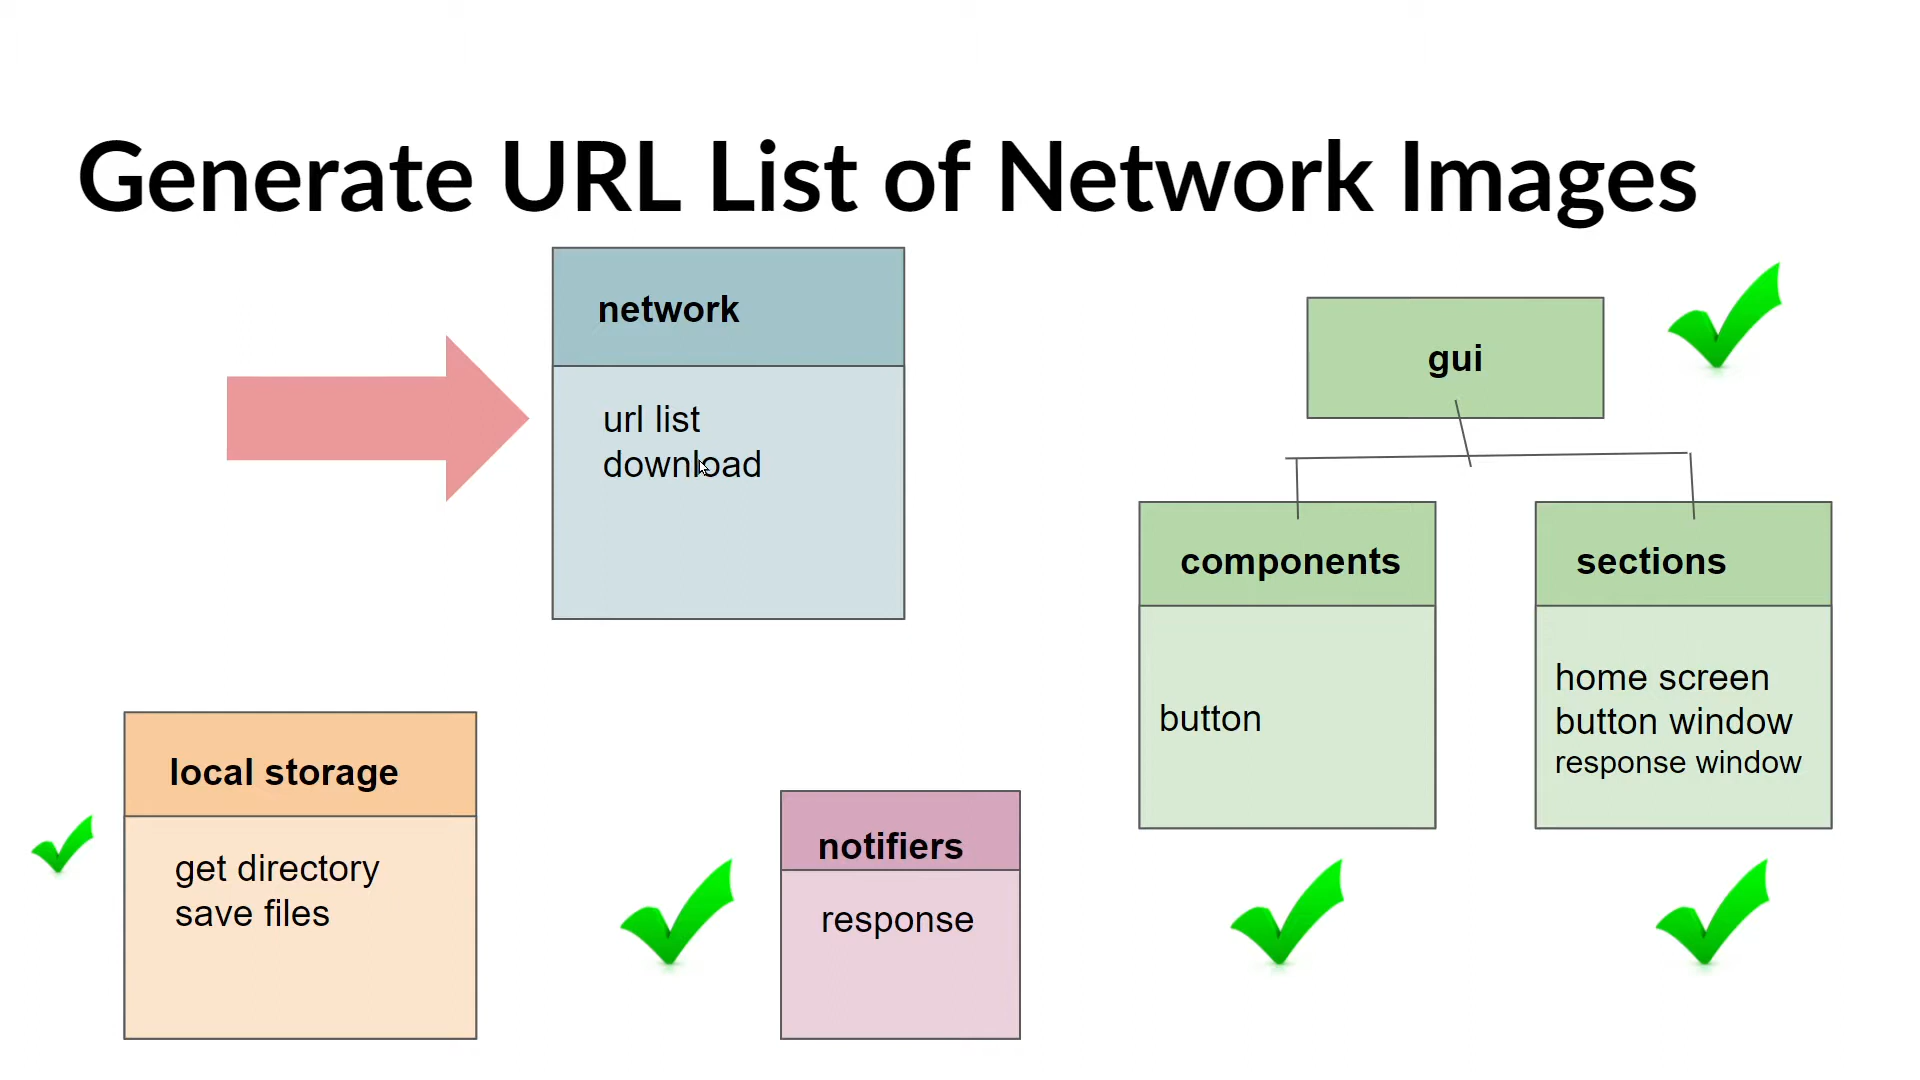 Generate URL List of Network Images
network
url list
download
gui
components
button
sections
home screen
button window
response window
local storage
get directory
save files
notifiers
response